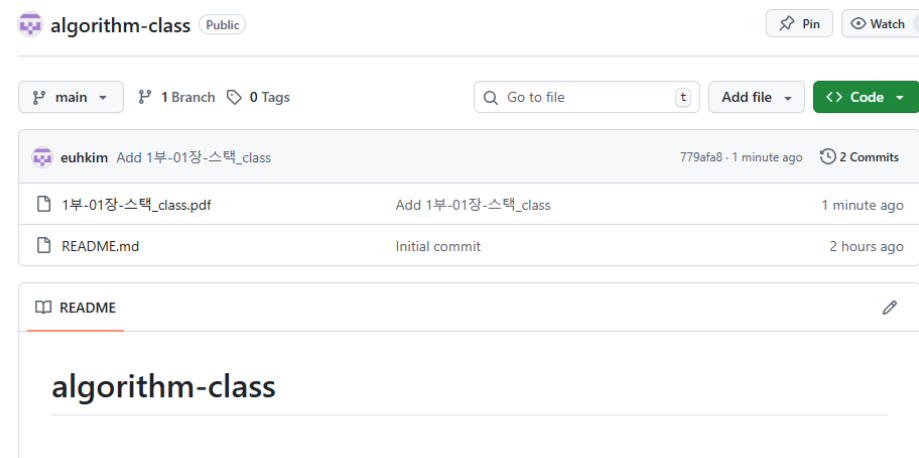 algorithm-class Public Pin Watch
main 1 Branch 0 Tags Go to file t Add file Code
euhkim Add 1부-01장-스택_class 779afa8 · 1 minute ago 2 Commits
1부-01장-스택_class.pdf Add 1부-01장-스택_class 1 minute ago
README.md Initial commit 2 hours ago
README
algorithm-class